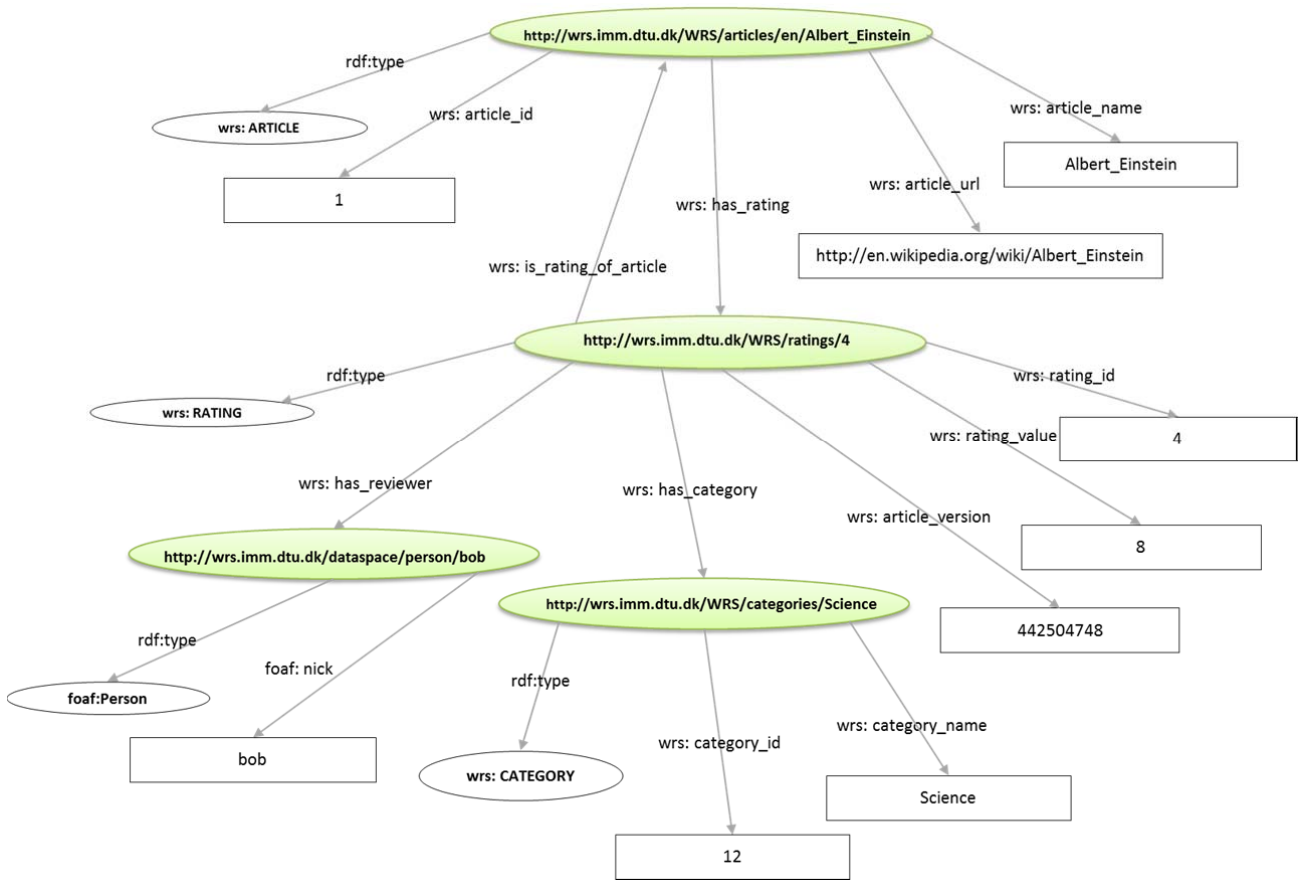 http://wrs.imm.dtu.dk/WRS/articles/en/Albert_Einstein
rdf:type
wrs: article_id
wrs: article_name
wrs: ARTICLE
Albert_Einstein
1
wrs: article_url
wrs: has_rating
http://en.wikipedia.org/wiki/Albert_Einstein
wrs: is_rating_of_article
http://wrs.imm.dtu.dk/WRS/ratings/4
rdf:type
wrs: rating_id
wrs: RATING
wrs: rating_value
4
wrs: has_reviewer
wrs: has_category
wrs: article_version
8
http://wrs.imm.dtu.dk/dataspace/person/bob
http://wrs.imm.dtu.dk/WRS/categories/Science
442504748
rdf:type
foaf: nick
rdf:type
foaf:Person
wrs: category_name
wrs: category_id
bob
wrs: CATEGORY
Science
12